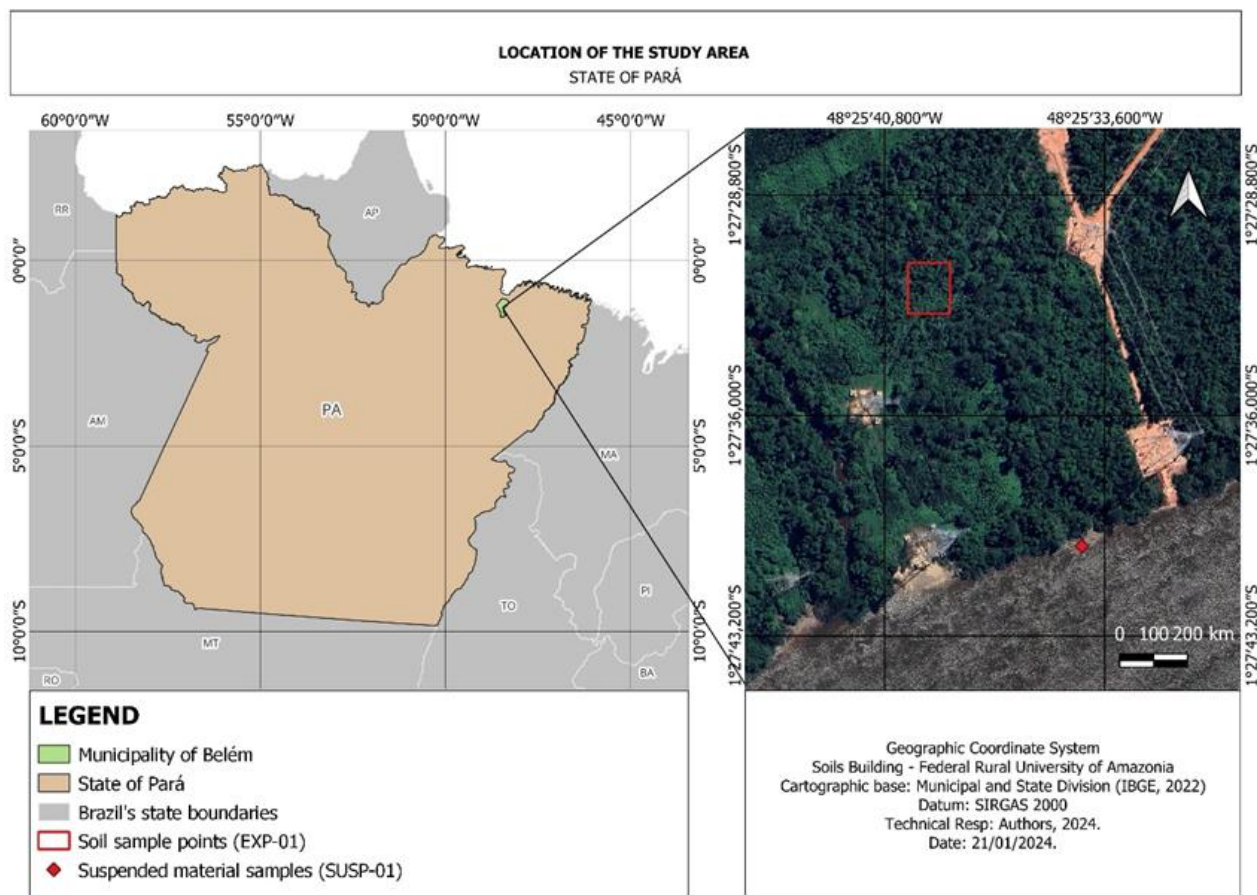 LOCATION OF THE STUDY AREA
STATE OF PARÁ
60°0'0"W 55°0'0"W 50°0'0"W 45°0'0"W
0°0'0"
5°0'0"S
10°0'0"S
RR
AP
AM
PA
MA
PI
TO
BA
MT
RO
0°0'0"
5°0'0"S
10°0'0"S
48°25'40,800"W 48°25'33,600"W
1°27'28,800"S
1°27'36,000"S
1°27'43,200"S
1°27'28,800"S
1°27'36,000"S
1°27'43,200"S
0 100 200 km
LEGEND
Municipality of Belém
State of Pará
Brazil's state boundaries
Soil sample points (EXP-01)
Suspended material samples (SUSP-01)
Geographic Coordinate System
Soils Building - Federal Rural University of Amazonia
Cartographic base: Municipal and State Division (IBGE, 2022)
Datum: SIRGAS 2000
Technical Resp: Authors, 2024.
Date: 21/01/2024.